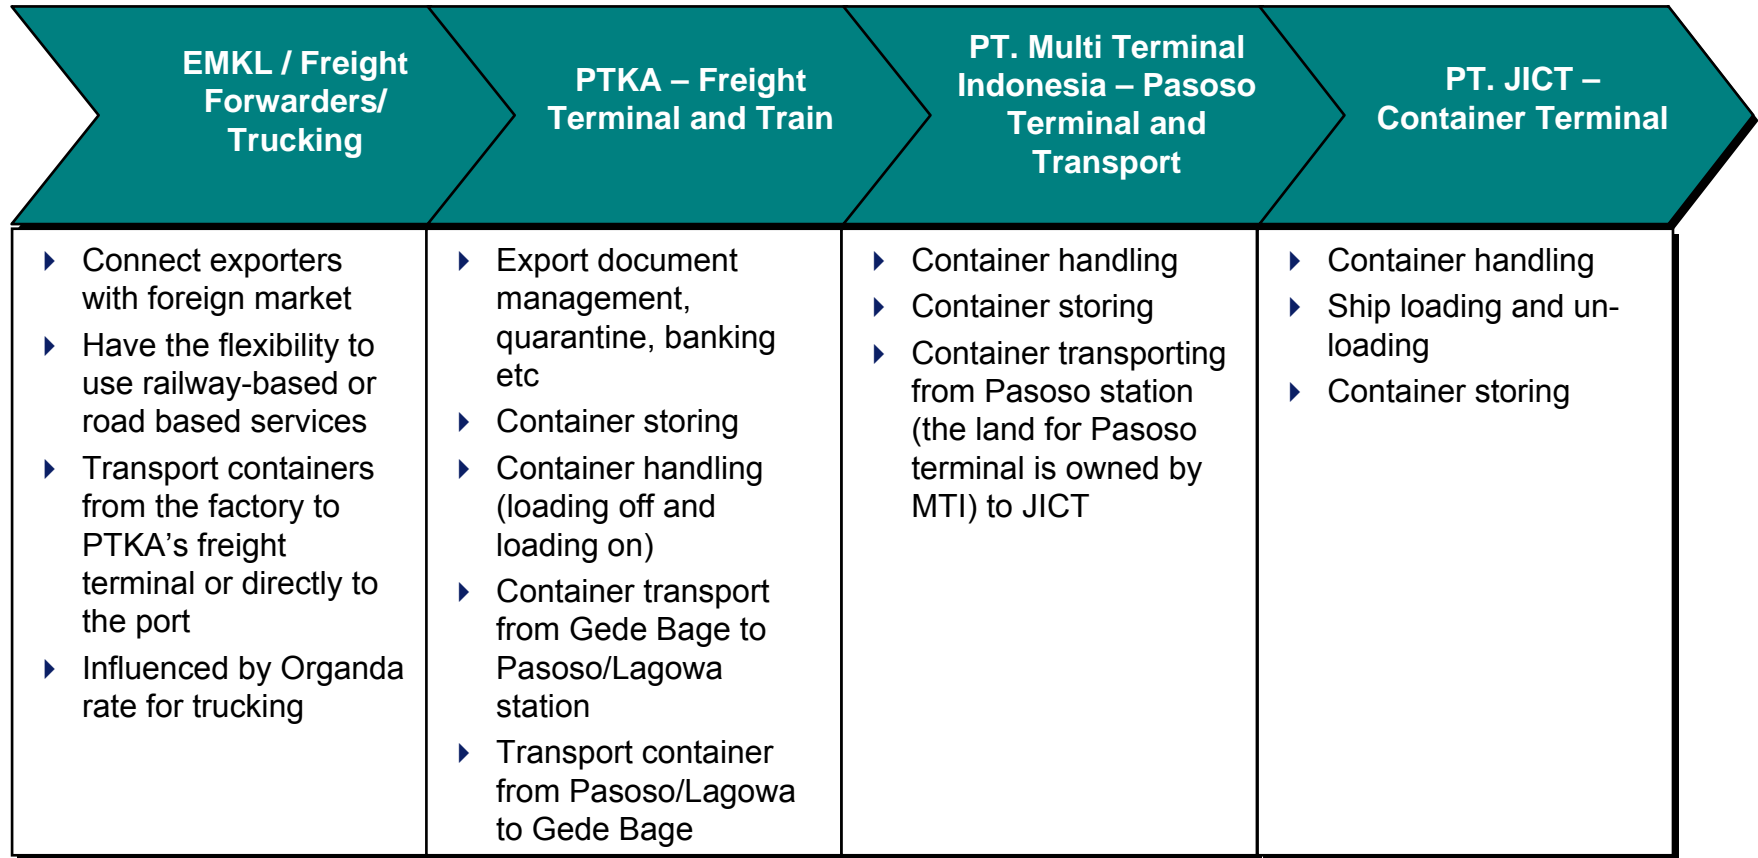 EMKL / Freight
Forwarders/
Trucking
PTKA – Freight
Terminal and Train
PT. Multi Terminal
Indonesia – Pasoso
Terminal and
Transport
PT. JICT –
Container Terminal
Connect exporters
with foreign market
Have the flexibility to
use railway-based or
road based services
Transport containers
from the factory to
PTKA’s freight
terminal or directly to
the port
Influenced by Organda
rate for trucking
Export document
management,
quarantine, banking
etc
Container storing
Container handling
(loading off and
loading on)
Container transport
from Gede Bage to
Pasoso/Lagowa
station
Transport container
from Pasoso/Lagowa
to Gede Bage
Container handling
Container storing
Container transporting
from Pasoso station
(the land for Pasoso
terminal is owned by
MTI) to JICT
Container handling
Ship loading and un-
loading
Container storing